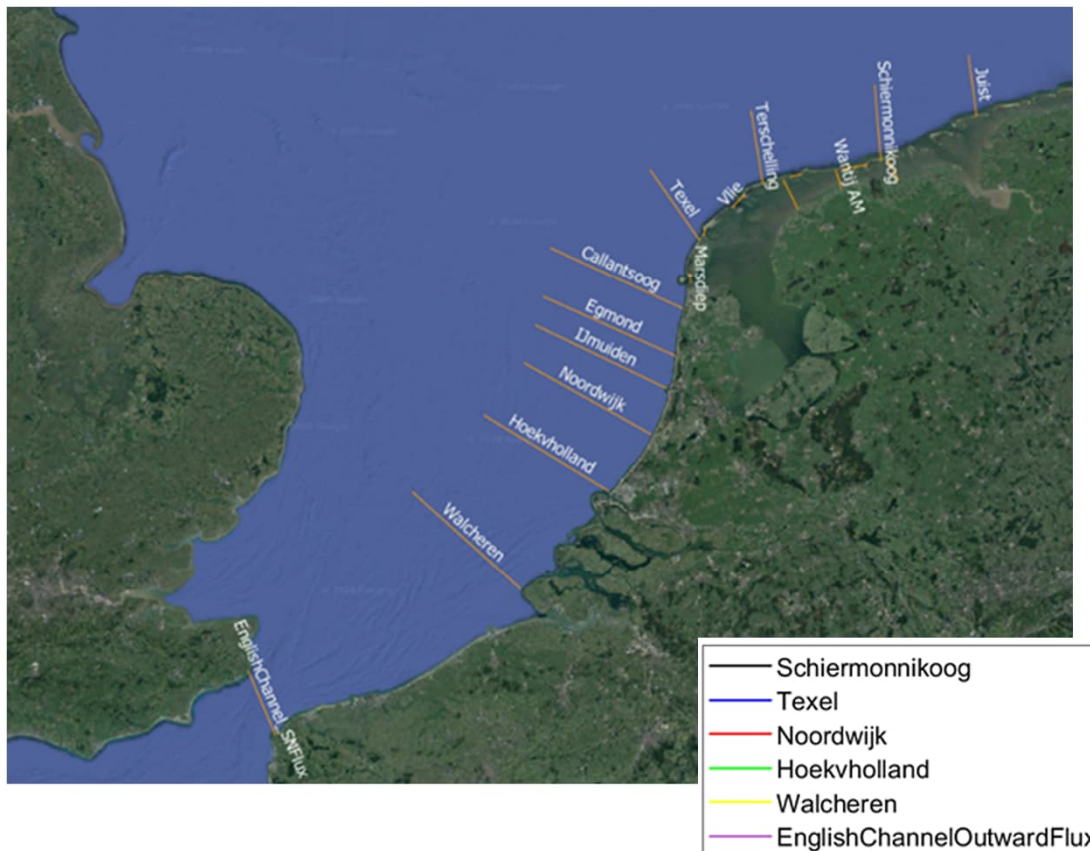 Juist
Schiermonnikoog
Terschelling
Wantij AM
Vlie
Texel
Marsdiep
Callantsoog
Egmond
IJmuiden
Noordwijk
Hoekvholland
Walcheren
EnglishChannel_SNFlux
Schiermonnikoog
Texel
Noordwijk
Hoekvholland
Walcheren
EnglishChannelOutwardFlux